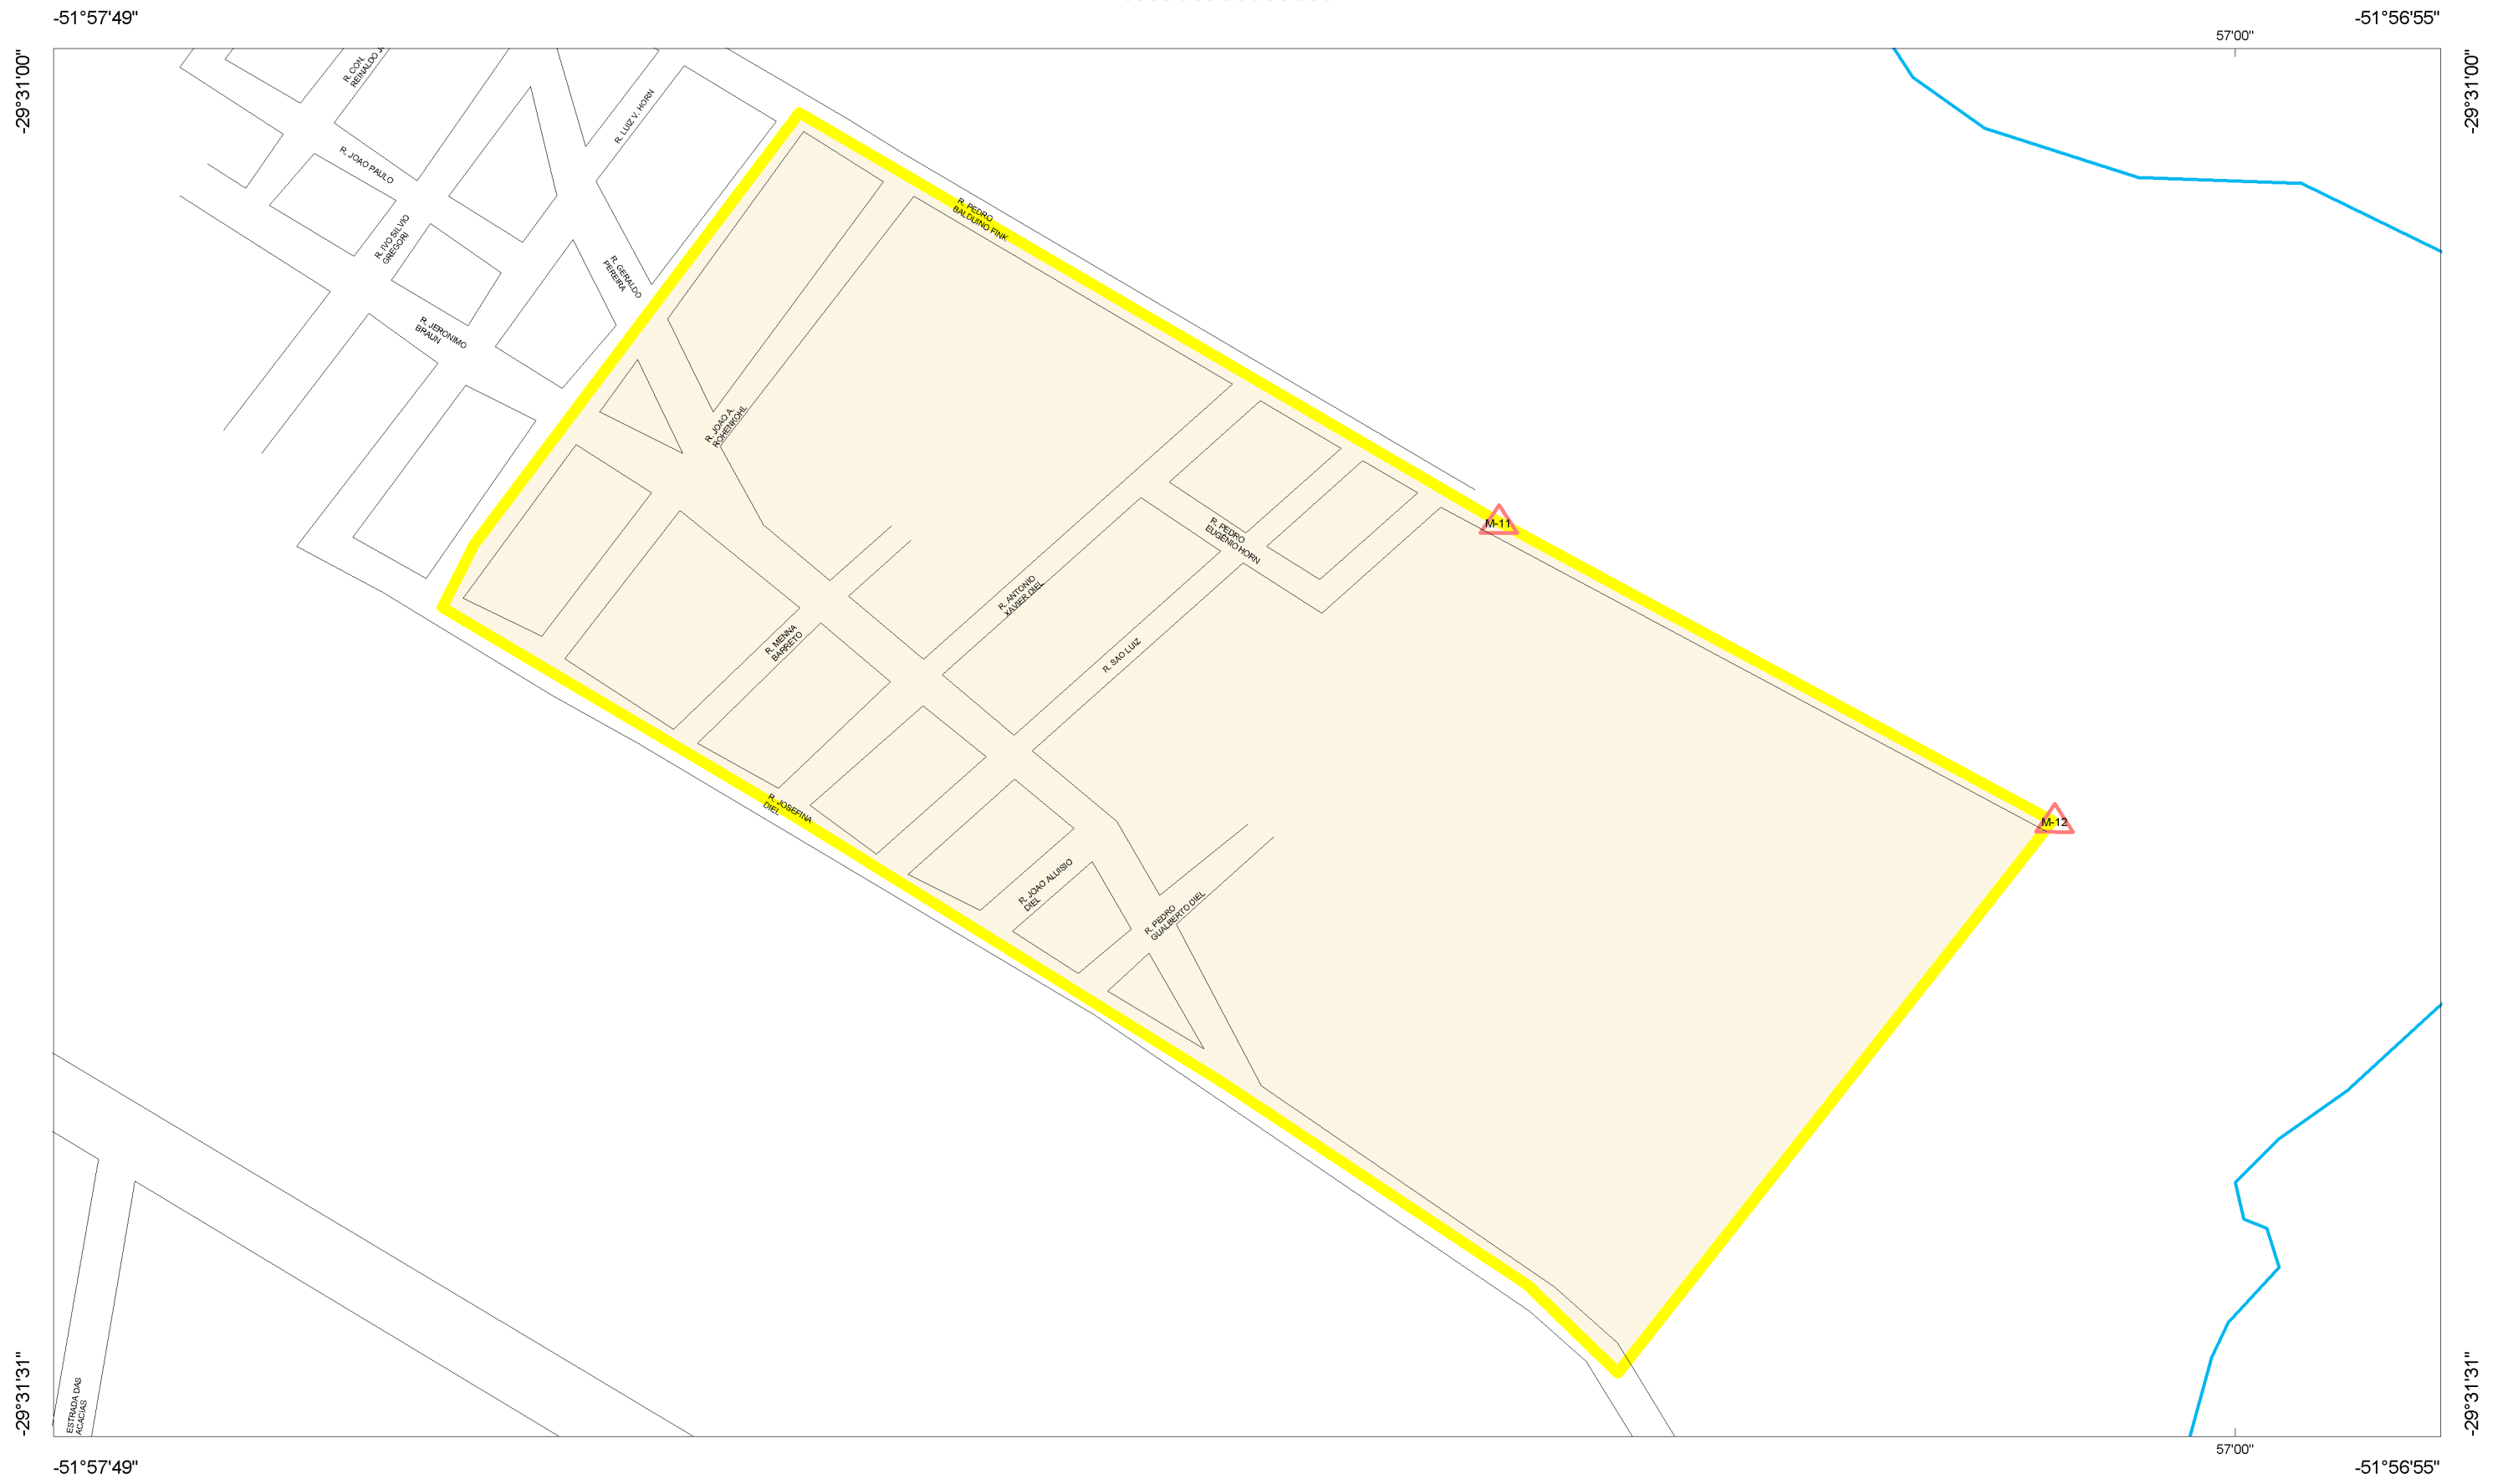 -51°57'49"
-51°56'55"
57'00"
-29°31'00"
-29°31'00"
R. CON.
REINALDO
R. LUIZ V. HORN
R. JOAO PAULO
R. PEDRO
BALDUINO FINK
R. IVO SILVIO
GREGORI
R. GERALDO
PEREIRA
R. JERONIMO
BRAUN
R. JOAO A.
ROHENKOHL
M-11
R. PEDRO
EUGÊNIO HORN
R. ANTONIO
XAVIER DIEL
R. MENNA
BARRETO
R. SAO LUIZ
R. JOSEFINA
DIEL
M-12
R. JOAO ALUISIO
DIEL
R. PEDRO
GUALBERTO DIEL
ESTRADA DAS
ACACIAS
-29°31'31"
-29°31'31"
57'00"
-51°57'49"
-51°56'55"